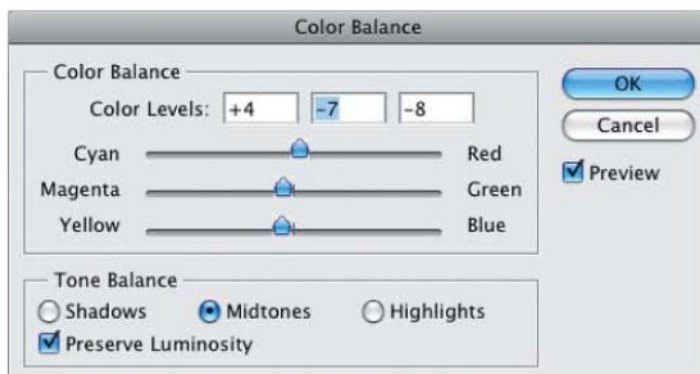 Color Balance
Color Balance
Color Levels: +4 -7 -8
Cyan Red
Magenta Green
Yellow Blue
OK
Cancel
Preview
Tone Balance
Shadows Midtones Highlights
Preserve Luminosity